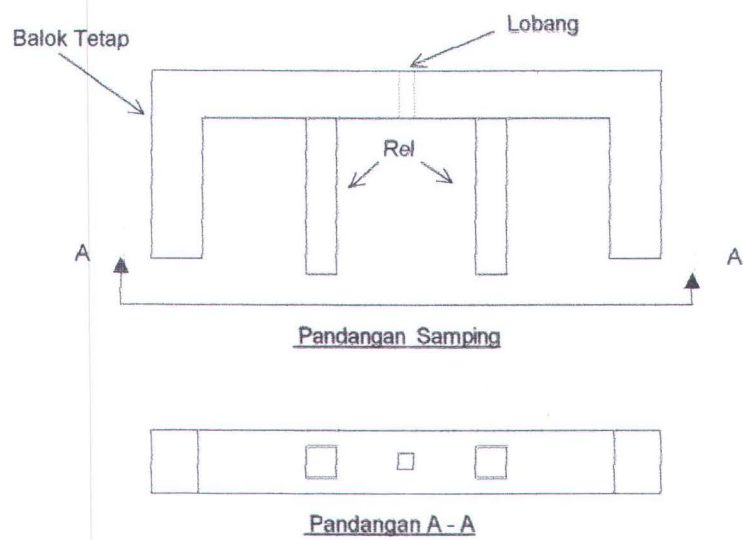 Lobang
Balok Tetap
Rel
A A
Pandangan Samping
Pandangan A - A